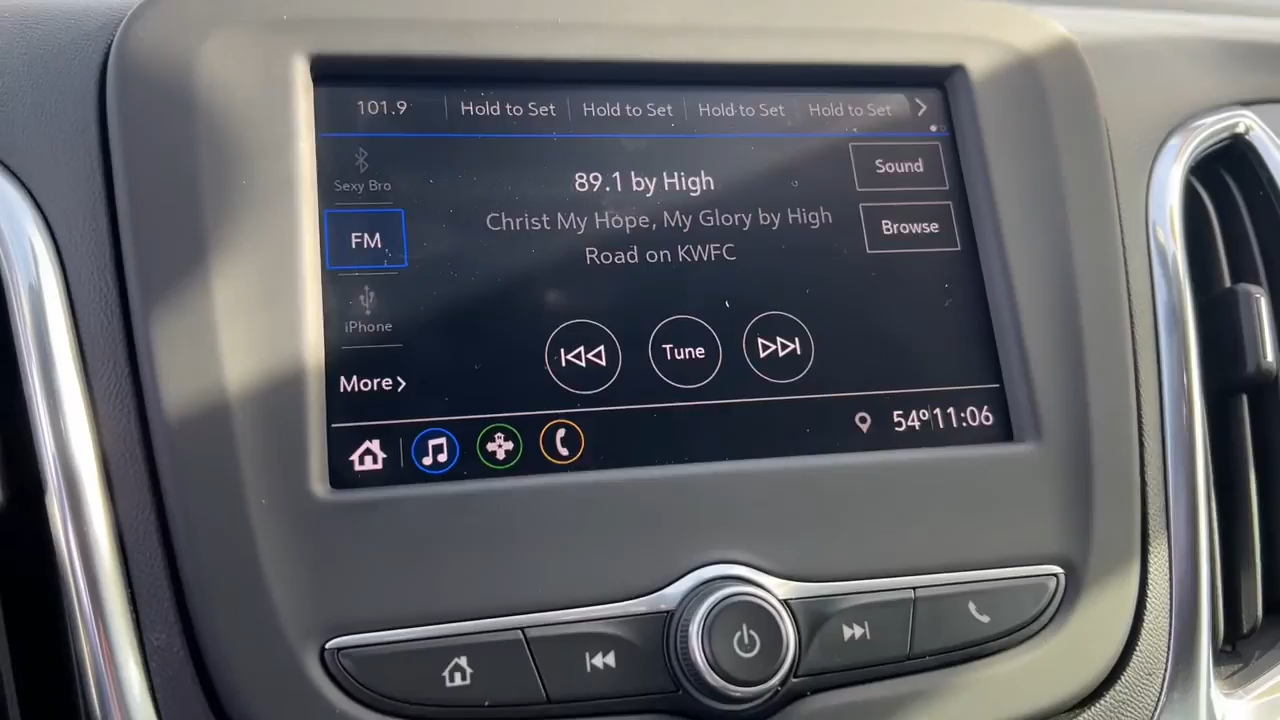 101.9 Hold to Set Hold to Set Hold to Set Hold to Set
Sexy Bro
FM
iPhone
More
89.1 by High
Christ My Hope, My Glory by High
Road on KWFC
Tune
Sound
Browse
54° 11:06